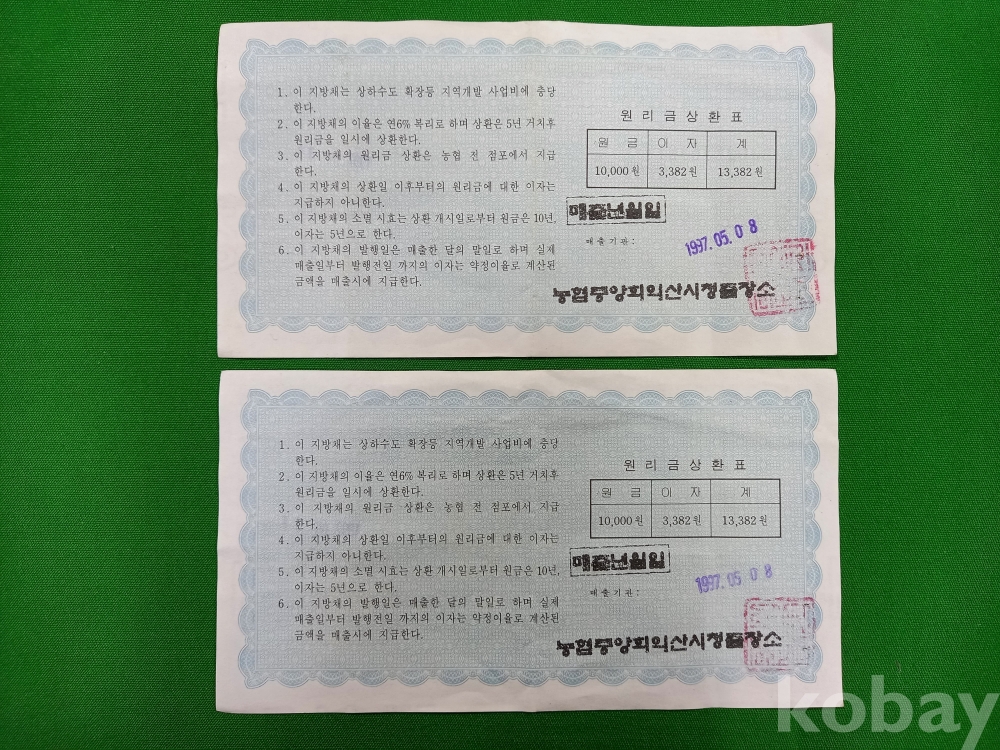 1. 이 지방채는 상하수도 확장등 지역개발 사업비에 충당
한다.
2. 이 지방채의 이율은 연6% 복리로 하며 상환은 5년 거치후
원리금을 일시에 상환한다.
3. 이 지방채의 원리금 상환은 농협 전 점포에서 지급
한다.
4. 이 지방채의 상환일 이후부터의 원리금에 대한 이자는
지급하지 아니한다.
5. 이 지방채의 소멸 시효는 상환 개시일로부터 원금은 10년,
이자는 5년으로 한다.
6. 이 지방채의 발행일은 매출한 달의 말일로 하며 실제
매출일부터 발행전일 까지의 이자는 약정이율로 계산된
금액을 매출시에 지급한다.
원리금상환표
원 금 이 자 계
10,000원 3,382원 13,382원
매출년월일
1997.05.08
매출기관:
농협중앙회익산시청출장소
1. 이 지방채는 상하수도 확장등 지역개발 사업비에 충당
한다.
2. 이 지방채의 이율은 연6% 복리로 하며 상환은 5년 거치후
원리금을 일시에 상환한다.
3. 이 지방채의 원리금 상환은 농협 전 점포에서 지급
한다.
4. 이 지방채의 상환일 이후부터의 원리금에 대한 이자는
지급하지 아니한다.
5. 이 지방채의 소멸 시효는 상환 개시일로부터 원금은 10년,
이자는 5년으로 한다.
6. 이 지방채의 발행일은 매출한 달의 말일로 하며 실제
매출일부터 발행전일 까지의 이자는 약정이율로 계산된
금액을 매출시에 지급한다.
원리금상환표
원 금 이 자 계
10,000원 3,382원 13,382원
매출년월일
1997.05 08
매출기관:
농협중앙회익산시청출장소
kobay